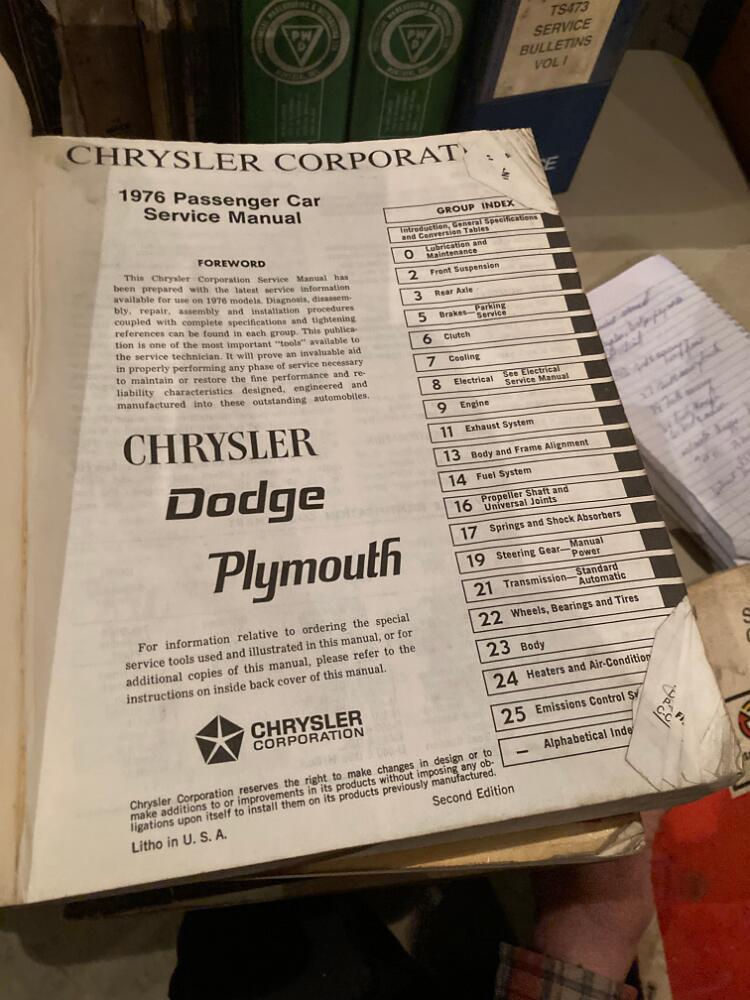 TS473
SERVICE
BULLETINS
VOL I
PWD
CHRYSLER CORPORAT
1976 Passenger Car
Service Manual
FOREWORD
This Chrysler Corporation Service Manual has
been prepared with the latest service information
available for use on 1976 models. Diagnosis, disassem-
bly, repair, assembly and installation procedures
coupled with complete specifications and tightening
references can be found in each group. This publica-
tion is one of the most important "tools" available to
the service technician. It will prove an invaluable aid
in properly performing any phase of service necessary
to maintain or restore the fine performance and re-
liability characteristics designed, engineered and
manufactured into these outstanding automobiles.
CHRYSLER
Dodge
Plymouth
For information relative to ordering the special
service tools used and illustrated in this manual, or for
additional copies of this manual, please refer to the
instructions on inside back cover of this manual.
CHRYSLER
CORPORATION
Chrysler Corporation reserves the right to make changes in design or to
make additions to or improvements in its products without imposing any ob-
ligations upon itself to install them on its products previously manufactured.
Litho in U. S. A.
Second Edition
GROUP INDEX
Introduction, General Specifications
and Conversion Tables
0 Lubrication and
Maintenance
2 Front Suspension
3 Rear Axle
5 Brakes—Parking
Service
6 Clutch
7 Cooling
8 Electrical See Electrical
Service Manual
9 Engine
11 Exhaust System
13 Body and Frame Alignment
14 Fuel System
16 Propeller Shaft and
Universal Joints
17 Springs and Shock Absorbers
19 Steering Gear—Manual
Power
21 Transmission—Standard
Automatic
22 Wheels, Bearings and Tires
23 Body
24 Heaters and Air-Condition
25 Emissions Control Sy
— Alphabetical Inde